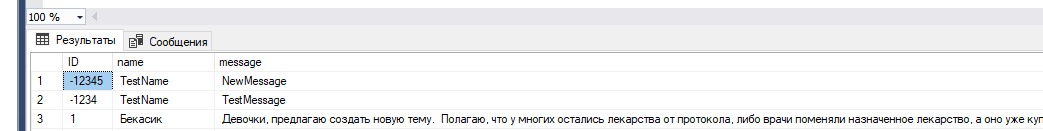 100 %
Результаты Сообщения
ID name message
1 -12345 TestName NewMessage
2 -1234 TestName TestMessage
3 1 Бекасик Девочки, предлагаю создать новую тему. Полагаю, что у многих остались лекарства от протокола, либо врачи поменяли назначенное лекарство, а оно уже куп